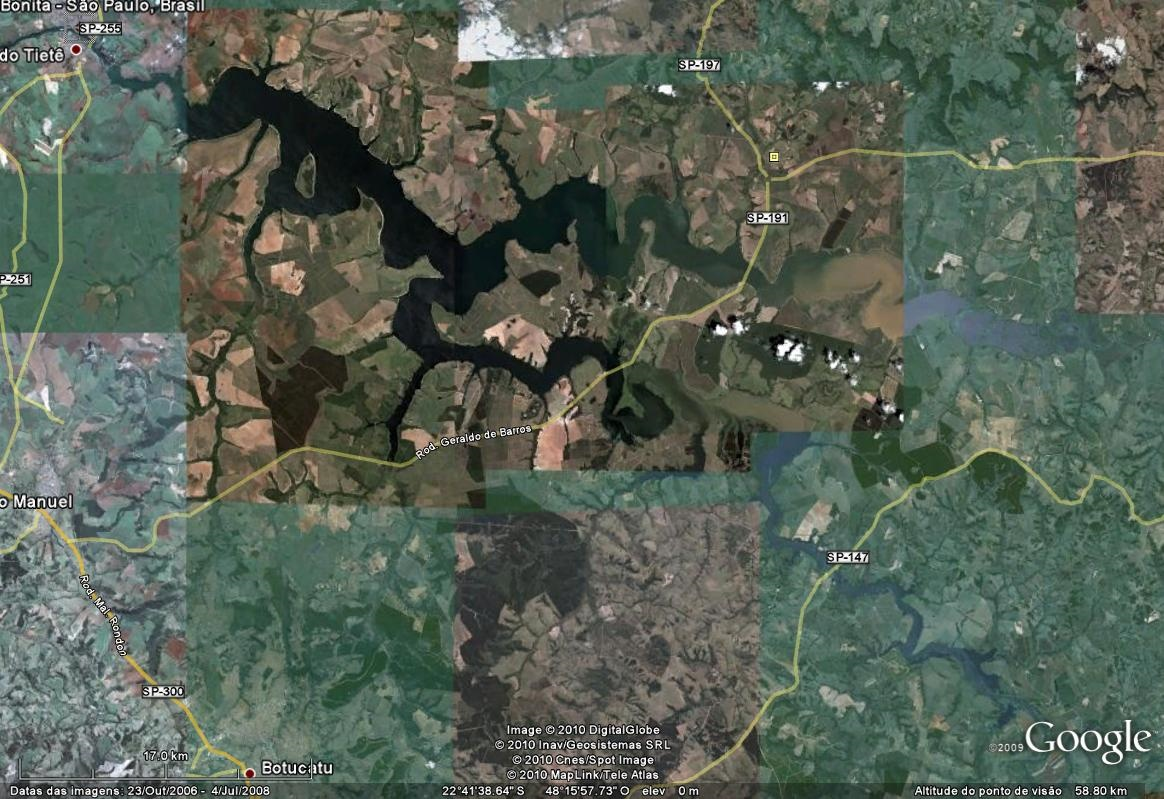 Bonita - São Paulo, Brasil
SP-255
do Tietê
SP-197
SP-191
P-251
Rod. Geraldo de Barros
o Manuel
SP-147
Rod. Mal Rondon
SP-300
17.0 km
Botucatu
Image © 2010 DigitalGlobe
© 2010 Inav/Geosistemas SRL
© 2010 Cnes/Spot Image
© 2010 MapLink/Tele Atlas
©2009 Google
Datas das imagens: 23/Out/2006 - 4/Jul/2008
22°41'38.64" S 48°15'57.73" O elev 0 m
Altitude do ponto de visão 58.80 km